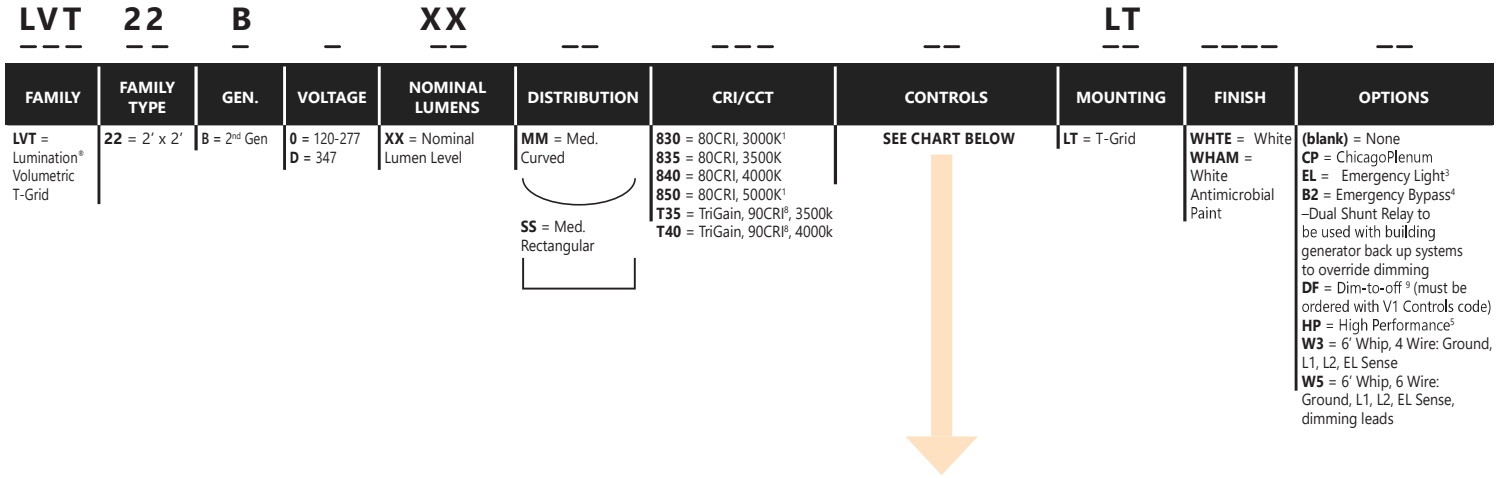 LVT 22 B XX LT
FAMILY
FAMILY TYPE
GEN.
VOLTAGE
NOMINAL LUMENS
DISTRIBUTION
CRI/CCT
CONTROLS
MOUNTING
FINISH
OPTIONS
LVT =
Lumination®
Volumetric
T-Grid
22 = 2’ x 2’
B = 2nd Gen
0 = 120-277
D = 347
XX = Nominal
Lumen Level
MM = Med.
Curved
SS = Med.
Rectangular
830 = 80CRI, 3000K1
835 = 80CRI, 3500K
840 = 80CRI, 4000K
850 = 80CRI, 5000K1
T35 = TriGain, 90CRI8, 3500k
T40 = TriGain, 90CRI8, 4000k
SEE CHART BELOW
LT = T-Grid
WHTE = White
WHAM =
White
Antimicrobial
Paint
(blank) = None
CP = ChicagoPlenum
EL = Emergency Light3
B2 = Emergency Bypass4
–Dual Shunt Relay to
be used with building
generator back up systems
to override dimming
DF = Dim-to-off 9 (must be
ordered with V1 Controls code)
HP = High Performance5
W3 = 6’ Whip, 4 Wire: Ground,
L1, L2, EL Sense
W5 = 6’ Whip, 6 Wire:
Ground, L1, L2, EL Sense,
dimming leads